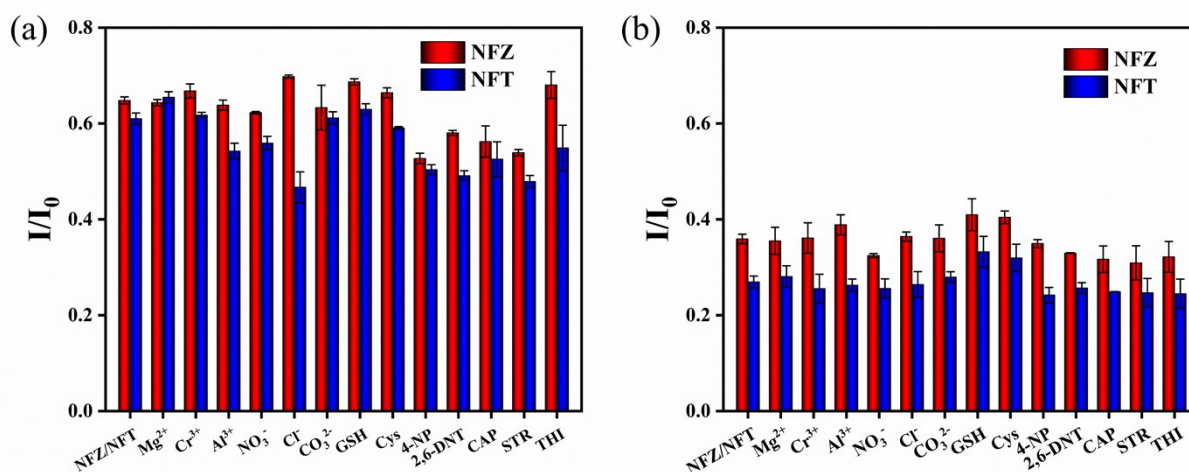 (a)
I/I₀
0.8
0.6
0.4
0.2
0.0
NFZ
NFT
NFZ/NFT
Mg²⁺
Cr³⁺
Al³⁺
NO₃⁻
Cl⁻
CO₃²⁻
GSH
Cys
4-NP
2,6-DNT
CAP
STR
THI
(b)
I/I₀
0.8
0.6
0.4
0.2
0.0
NFZ
NFT
NFZ/NFT
Mg²⁺
Cr³⁺
Al³⁺
NO₃⁻
Cl⁻
CO₃²⁻
GSH
Cys
4-NP
2,6-DNT
CAP
STR
THI